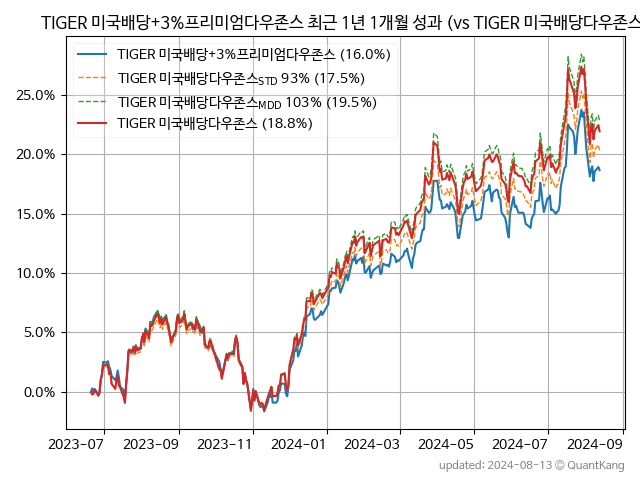 TIGER 미국배당+3%프리미엄다우존스 최근 1년 1개월 성과 (vs TIGER 미국배당다우존스
TIGER 미국배당+3%프리미엄다우존스 (16.0%)
TIGER 미국배당다우존스STD 93% (17.5%)
TIGER 미국배당다우존스MDD 103% (19.5%)
TIGER 미국배당다우존스 (18.8%)
25.0%
20.0%
15.0%
10.0%
5.0%
0.0%
2023-07 2023-09 2023-11 2024-01 2024-03 2024-05 2024-07 2024-09
updated: 2024-08-13 © QuantKang